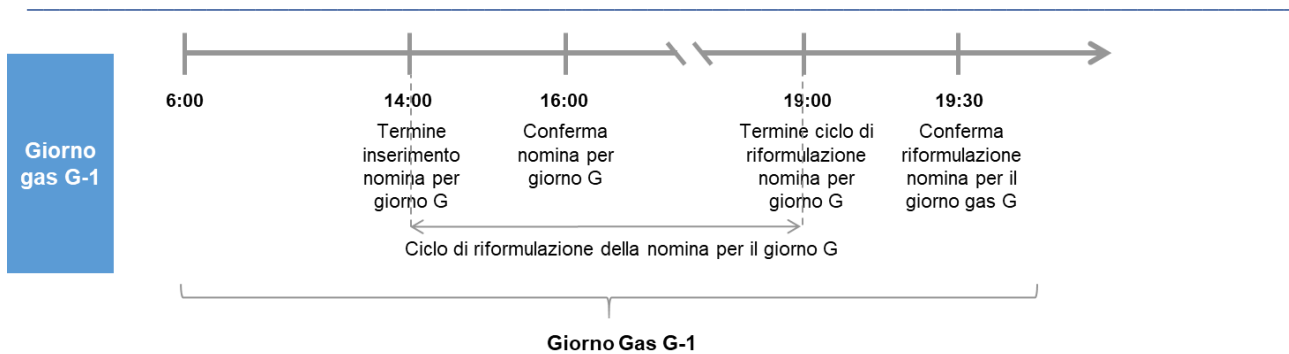 Giorno
gas G-1
6:00
14:00
Termine
inserimento
nomina per
giorno G
16:00
Conferma
nomina per
giorno G
19:00
Termine ciclo di
riformulazione
nomina per
giorno G
19:30
Conferma
riformulazione
nomina per il
giorno gas G
Ciclo di riformulazione della nomina per il giorno G
Giorno Gas G-1